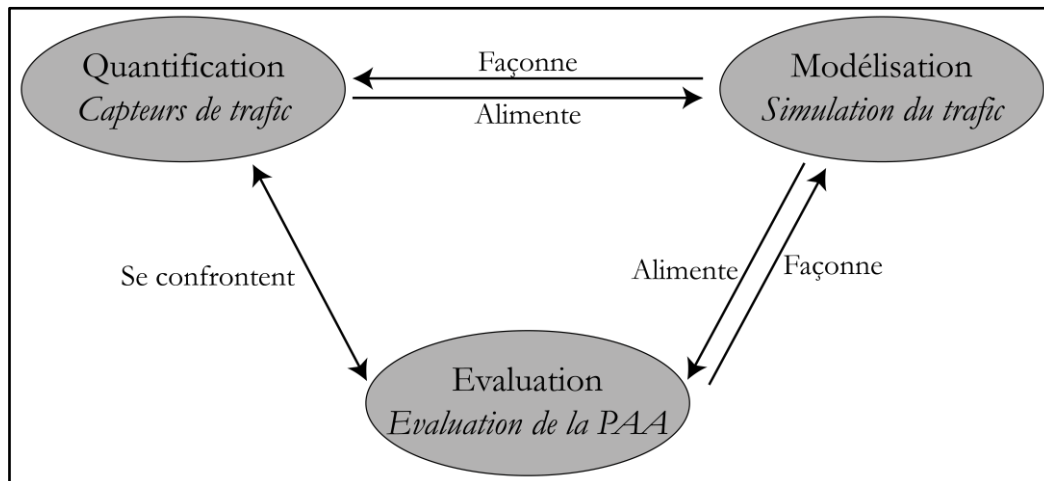 Quantification
Capteurs de trafic
Façonne
Alimente
Modélisation
Simulation du trafic
Se confrontent
Alimente
Façonne
Evaluation
Evaluation de la PAA